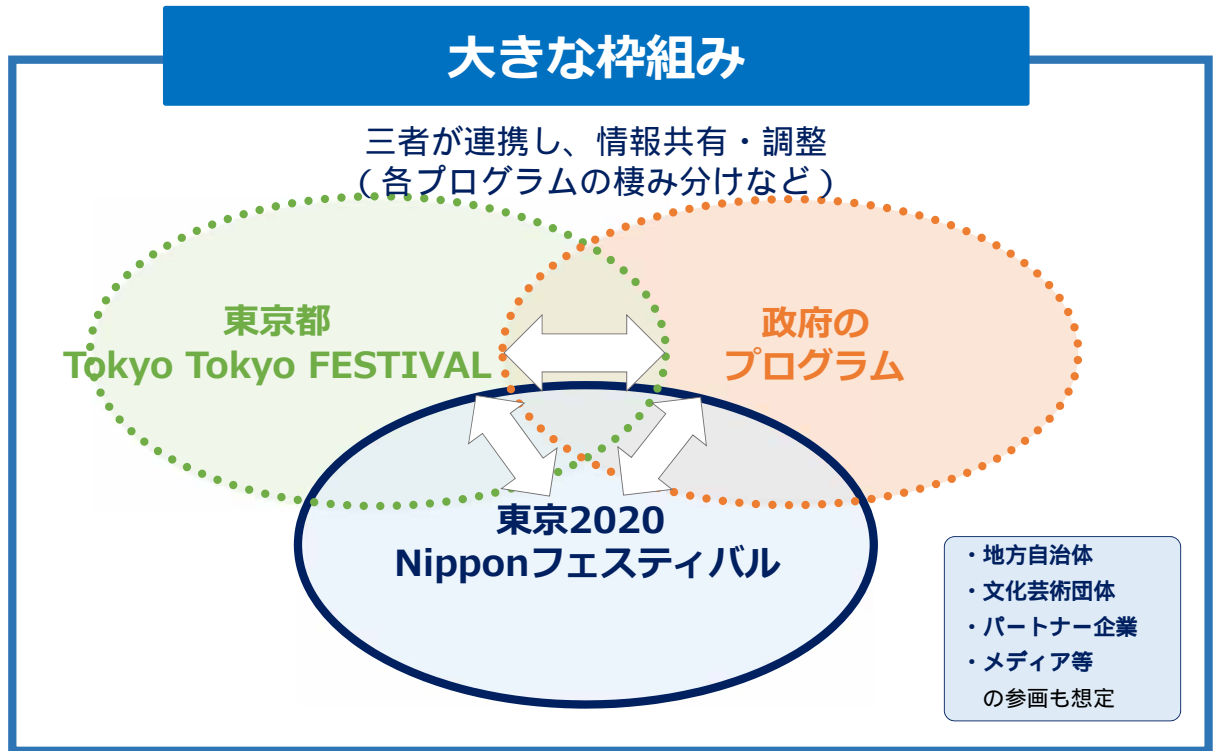 大きな枠組み
三者が連携し、情報共有・調整
（各プログラムの棲み分けなど）
東京都
Tokyo Tokyo FESTIVAL
政府の
プログラム
東京2020
Nipponフェスティバル
・地方自治体
・文化芸術団体
・パートナー企業
・メディア等
の参画も想定